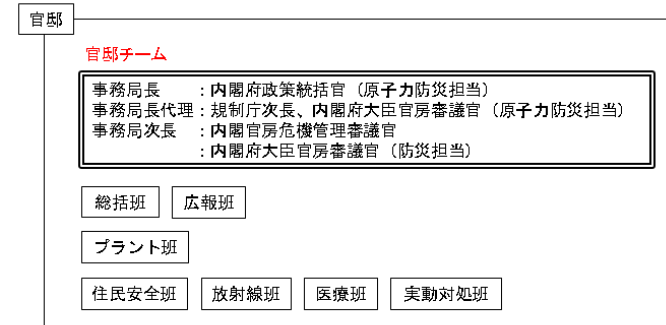 官邸
官邸チーム
事務局長　　：内閣府政策統括官（原子力防災担当）
事務局長代理：規制庁次長、内閣府大臣官房審議官（原子力防災担当）
事務局次長　：内閣官房危機管理審議官
　　　　　　：内閣府大臣官房審議官（防災担当）
総括班　広報班
プラント班
住民安全班　放射線班　医療班　実動対処班